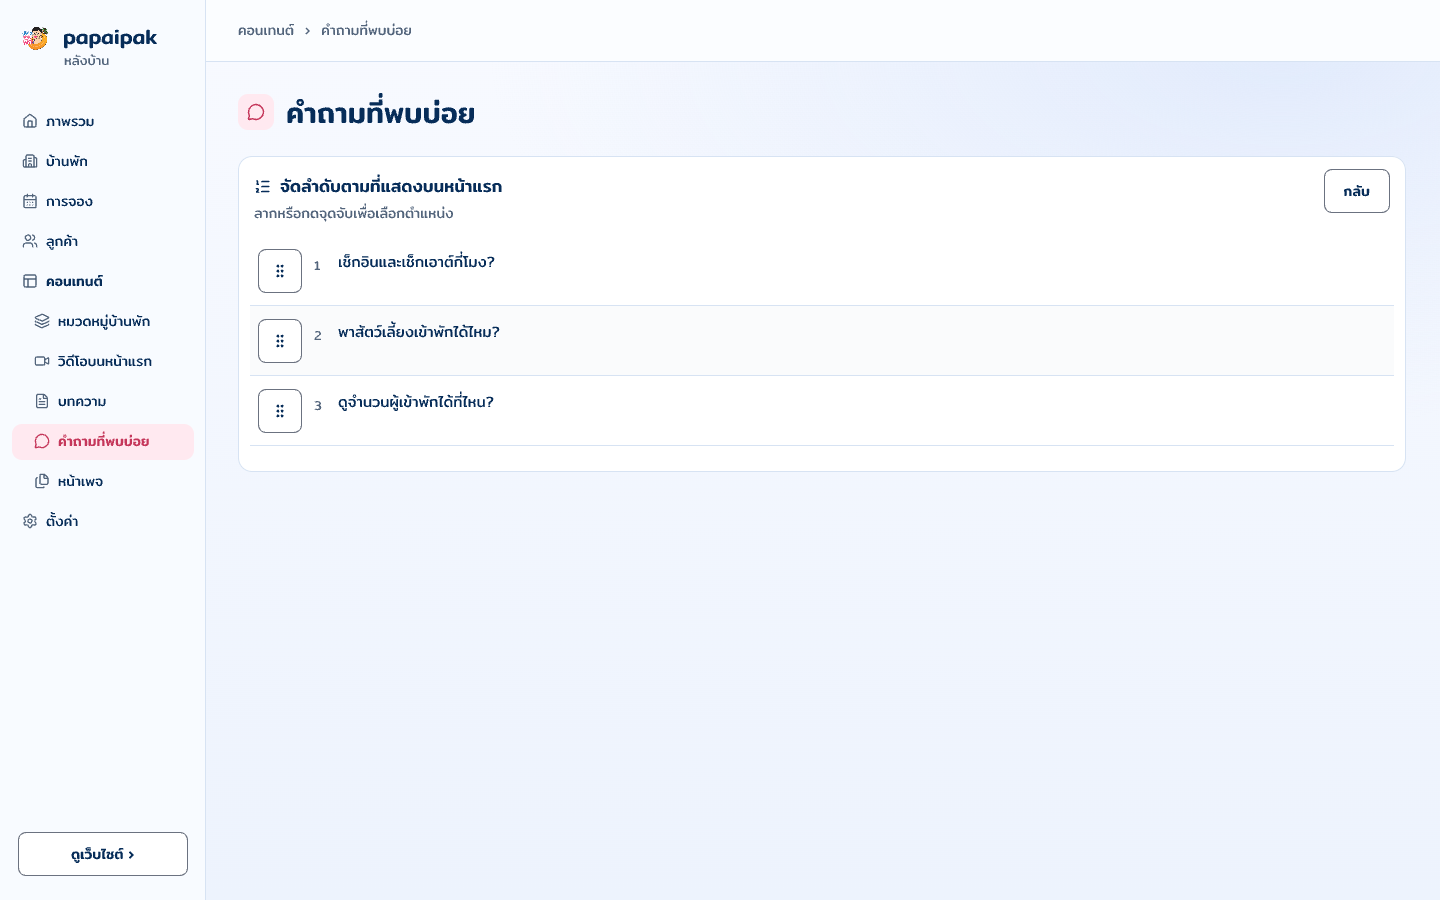 papaipak
หลังบ้าน
ภาพรวม
บ้านพัก
การจอง
ลูกค้า
คอนเทนต์
หมวดหมู่บ้านพัก
วิดีโอบนหน้าแรก
บทความ
คำถามที่พบบ่อย
หน้าเพจ
ตั้งค่า
ดูเว็บไซต์ ›
คอนเทนต์ › คำถามที่พบบ่อย
คำถามที่พบบ่อย
จัดลำดับตามที่แสดงบนหน้าแรก
ลากหรือกดจุดจับเพื่อเลือกตำแหน่ง
กลับ
1 เช็กอินและเช็กเอาต์กี่โมง?
2 พาสัตว์เลี้ยงเข้าพักได้ไหม?
3 ดูจำนวนผู้เข้าพักได้ที่ไหน?